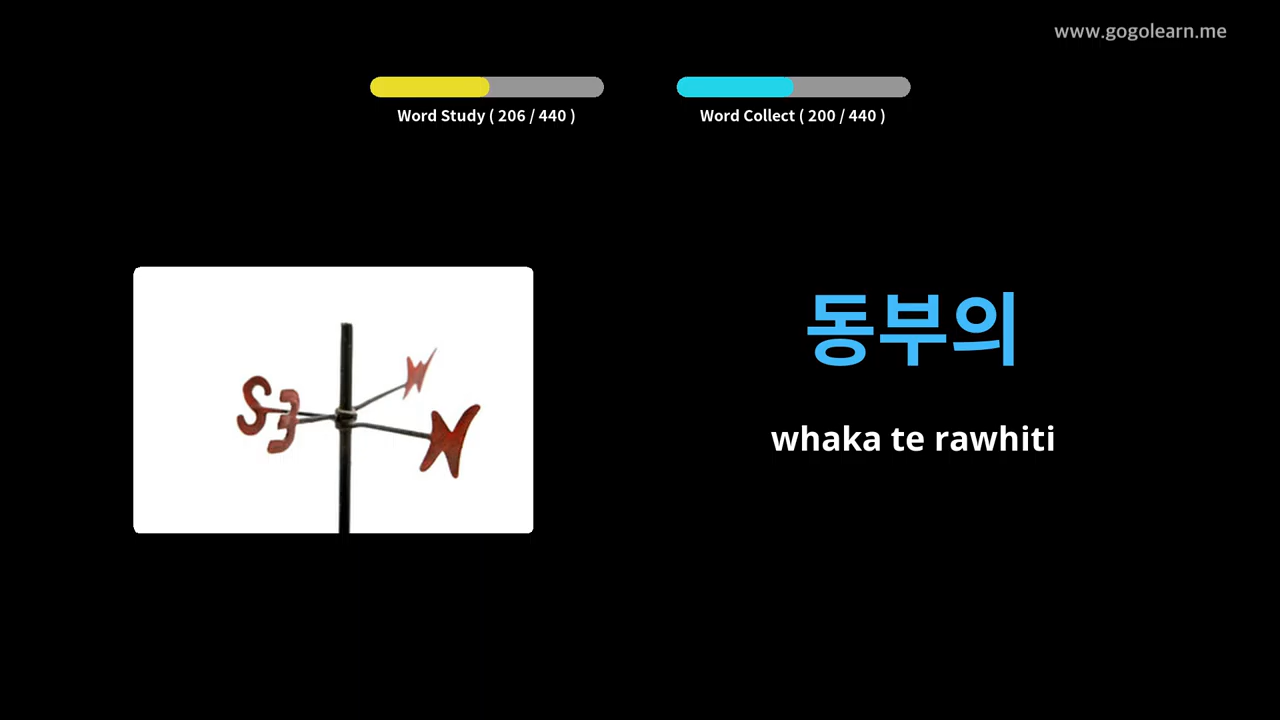 www.gogolearn.me
Word Study ( 206 / 440 )
Word Collect ( 200 / 440 )
S E W N
동부의
whaka te rawhiti